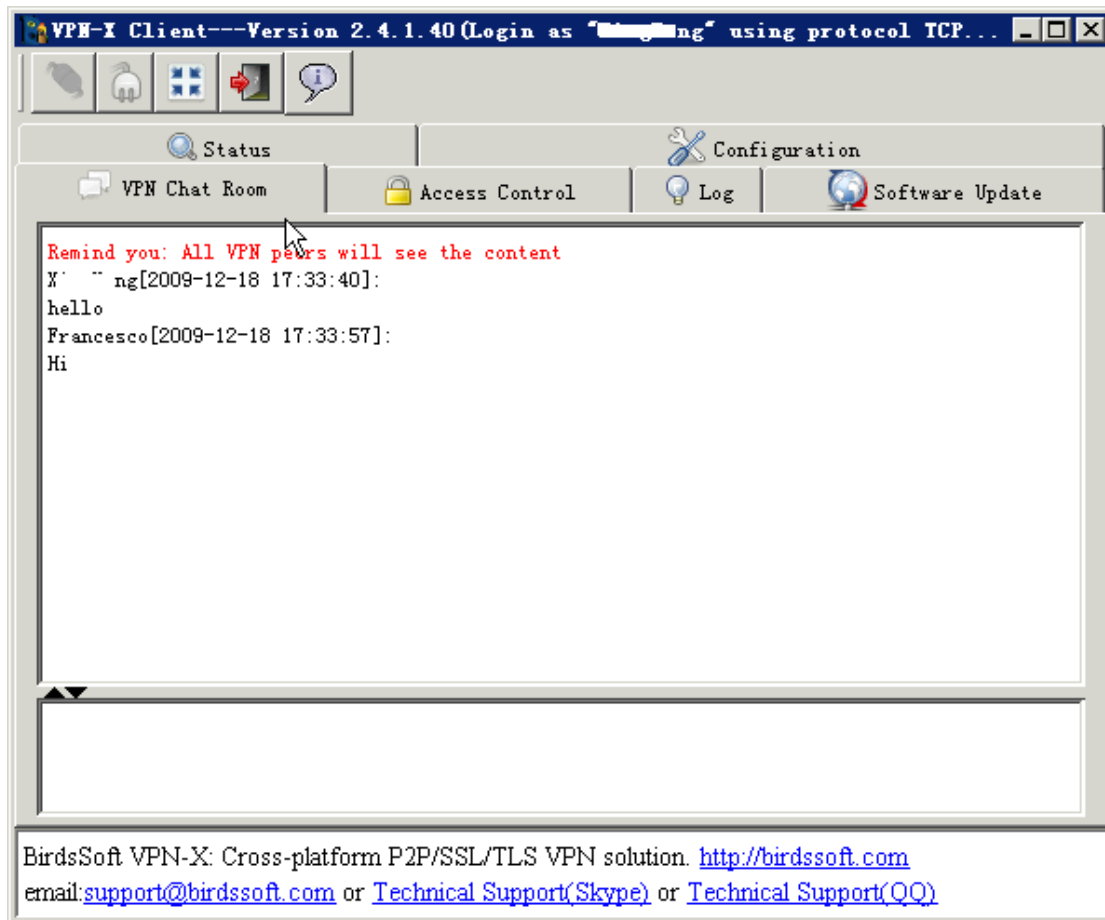 VPN-X Client---Version 2.4.1.40(Login as "ng" using protocol TCP...
Status
Configuration
VPN Chat Room
Access Control
Log
Software Update
Remind you: All VPN peers will see the content
[2009-12-18 17:33:40]:
hello
Francesco[2009-12-18 17:33:57]:
Hi
BirdsSoft VPN-X: Cross-platform P2P/SSL/TLS VPN solution. http://birdssoft.com
email:support@birdssoft.com or Technical Support(Skype) or Technical Support(QQ)